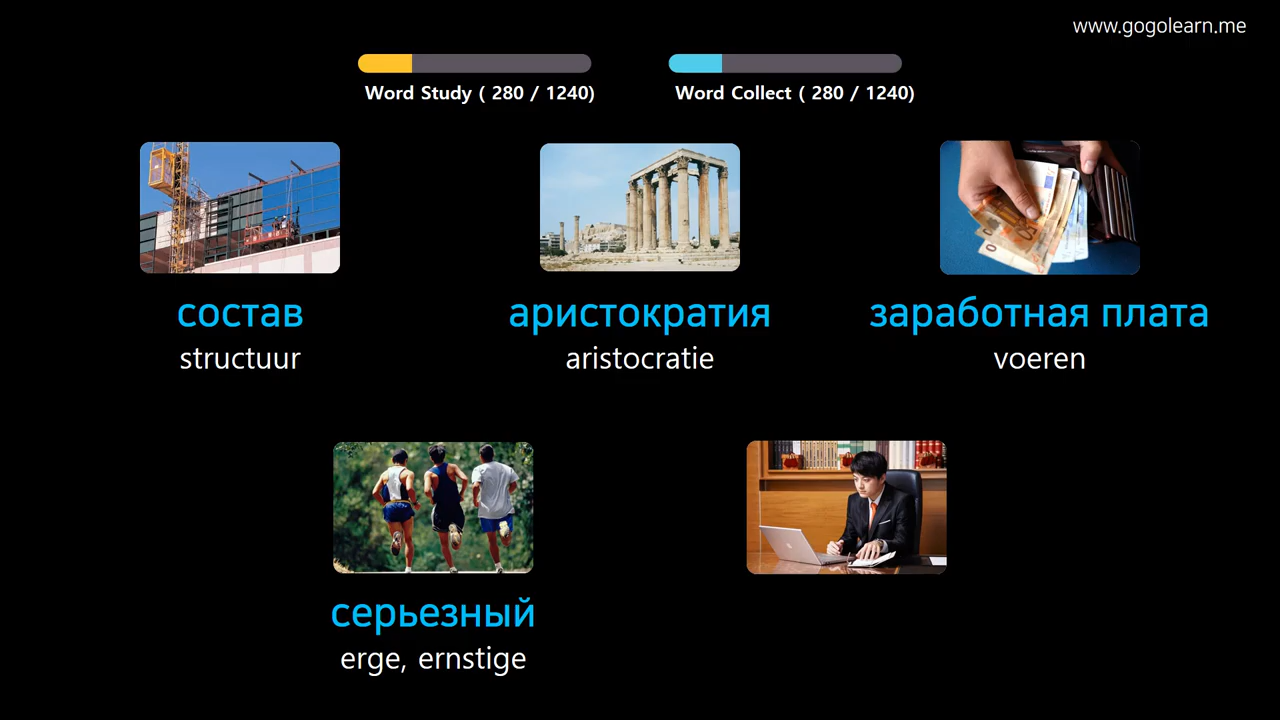 www.gogolearn.me
Word Study ( 280 / 1240)
Word Collect ( 280 / 1240)
состав
structuur
аристократия
aristocratie
заработная плата
voeren
серьезный
erge, ernstige